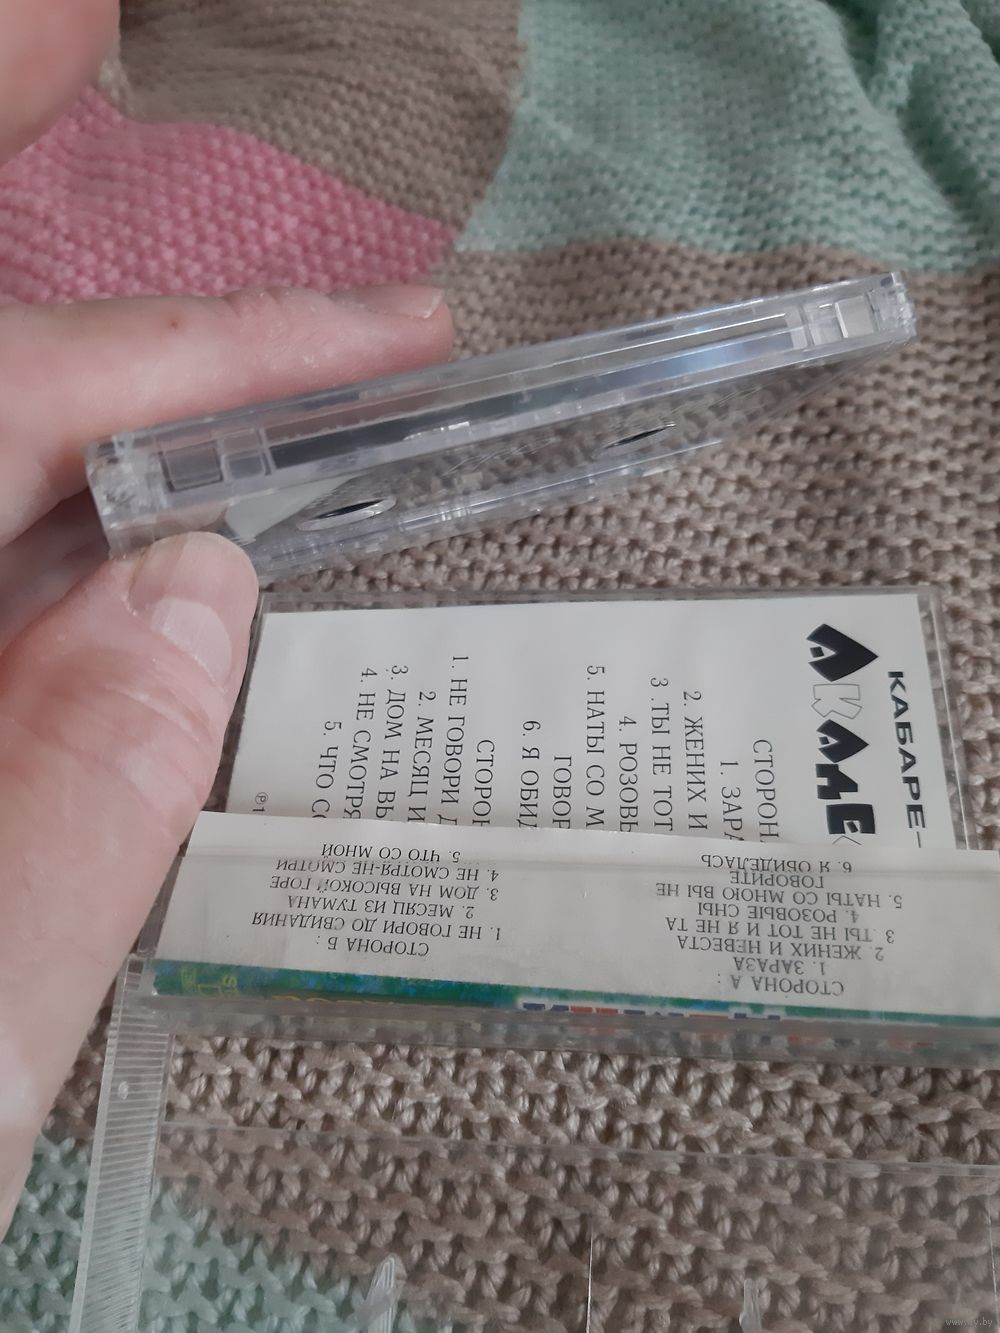 КАБАРЕ-
АКАДЕ
СТОРОН
1. ЗАРА
2. ЖЕНИХ И
3. ТЫ НЕ ТОТ
4. РОЗОВЬ
5. НАТЫ СО М
ГОВОР
6. Я ОБИД
СТОРОН
1. НЕ ГОВОРИ Д
2. МЕСЯЦ И
3. ДОМ НА ВЫ
4. НЕ СМОТРЯ
5. ЧТО СО
℗1
СТОРОНА А :
1. ЗАРАЗА
2. ЖЕНИХ И НЕВЕСТА
3. ТЫ НЕ ТОТ И Я НЕ ТА
4. РОЗОВЫЕ СНЫ
5. НАТЫ СО МНОЮ ВЫ НЕ
ГОВОРИТЕ
6. Я ОБИДЕЛАСЬ
СТОРОНА Б :
1. НЕ ГОВОРИ ДО СВИДАНИЯ
2. МЕСЯЦ ИЗ ТУМАНА
3. ДОМ НА ВЫСОКОЙ ГОРЕ
4. НЕ СМОТРЯ-НЕ СМОТРИ
5. ЧТО СО МНОЙ